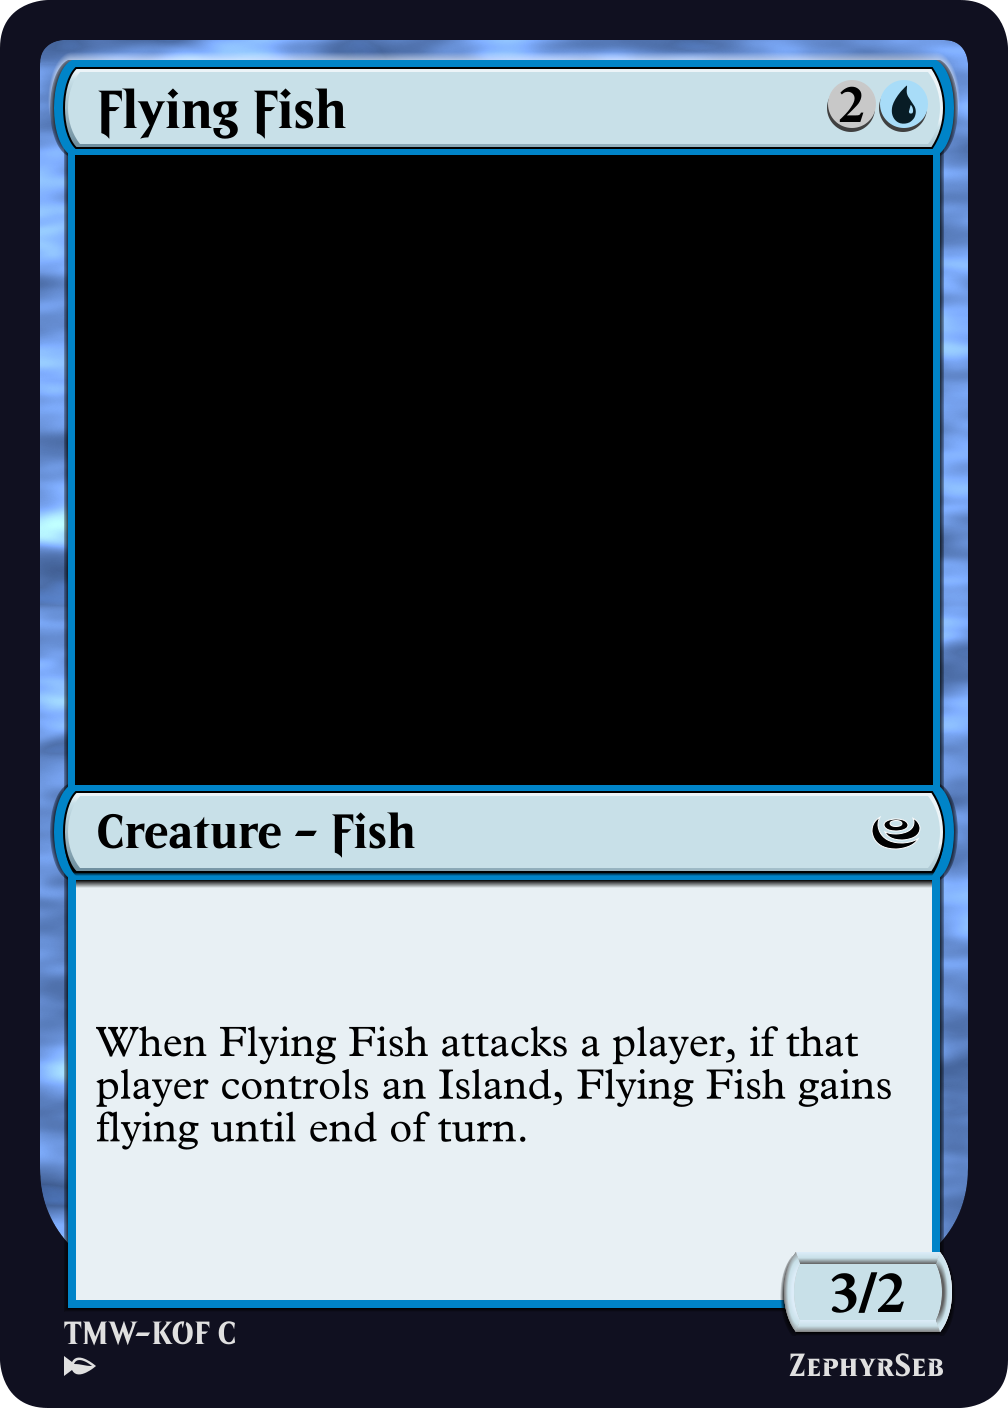 Flying Fish 2
Creature – Fish
When Flying Fish attacks a player, if that
player controls an Island, Flying Fish gains
flying until end of turn.
3/2
TMW–KOF C
ZephyrSeb